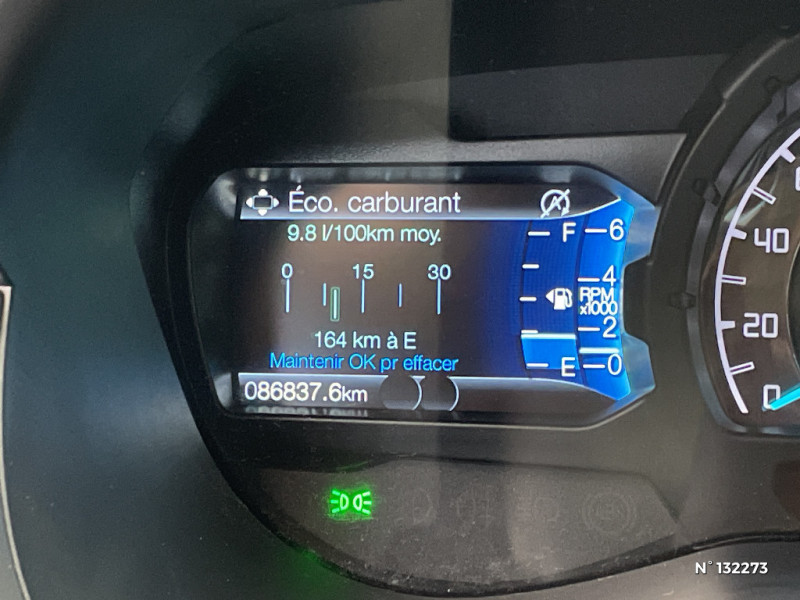 Éco. carburant
9.8 l/100km moy.
0 15 30
164 km à E
Maintenir OK pr effacer
086837.6km
F
E
6
4
RPM
x1000
2
0
40
20
0
N° 132273